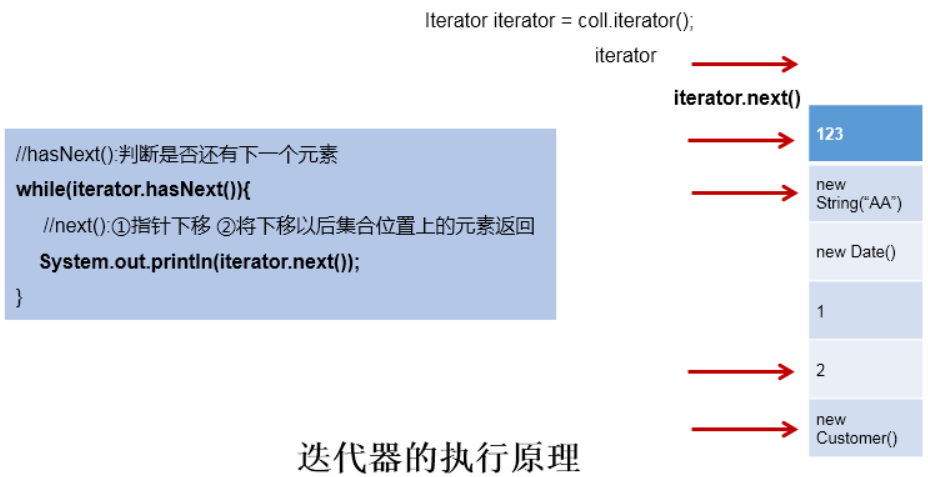 Iterator iterator = coll.iterator();
iterator
iterator.next()
//hasNext():判断是否还有下一个元素
while(iterator.hasNext()){
//next():①指针下移 ②将下移以后集合位置上的元素返回
System.out.println(iterator.next());
}
123
new
String(“AA”)
new Date()
1
2
new
Customer()
迭代器的执行原理